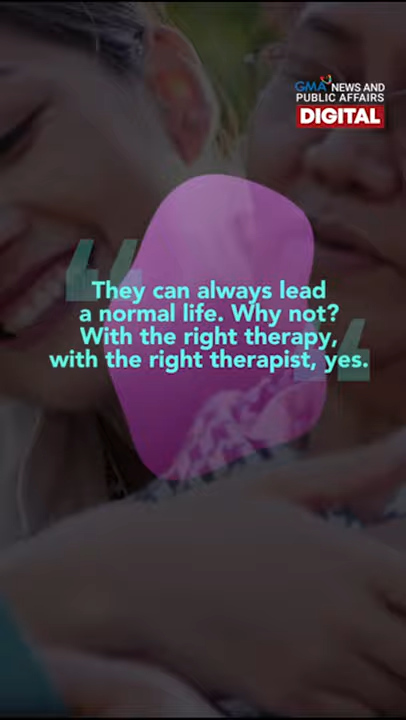 GMA NEWS AND
PUBLIC AFFAIRS
DIGITAL
“
They can always lead
a normal life. Why not?
With the right therapy,
with the right therapist, yes.
”